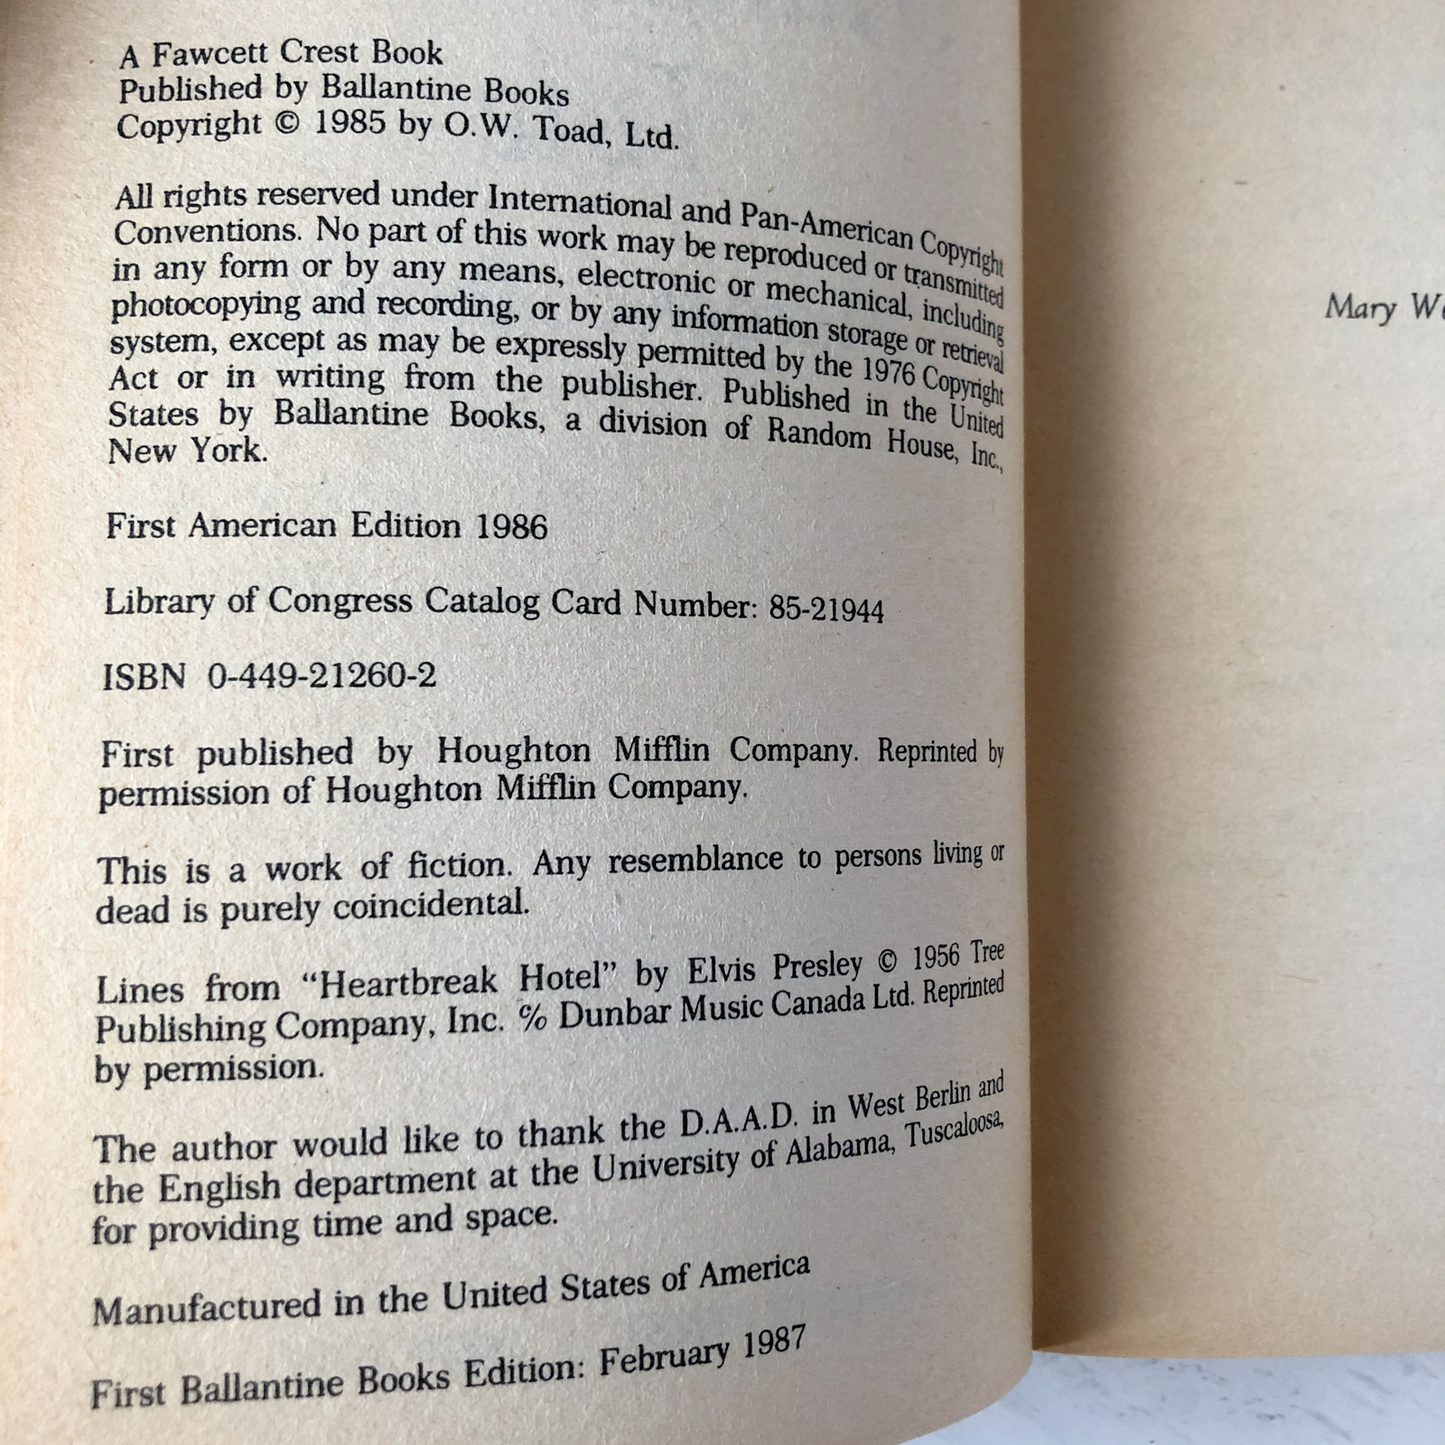 A Fawcett Crest Book
Published by Ballantine Books
Copyright © 1985 by O.W. Toad, Ltd.
All rights reserved under International and Pan-American Copyright
Conventions. No part of this work may be reproduced or transmitted
in any form or by any means, electronic or mechanical, including
photocopying and recording, or by any information storage or retrieval
system, except as may be expressly permitted by the 1976 Copyright
Act or in writing from the publisher. Published in the United
States by Ballantine Books, a division of Random House, Inc.,
New York.
First American Edition 1986
Library of Congress Catalog Card Number: 85-21944
ISBN 0-449-21260-2
First published by Houghton Mifflin Company. Reprinted by
permission of Houghton Mifflin Company.
This is a work of fiction. Any resemblance to persons living or
dead is purely coincidental.
Lines from “Heartbreak Hotel” by Elvis Presley © 1956 Tree
Publishing Company, Inc. % Dunbar Music Canada Ltd. Reprinted
by permission.
The author would like to thank the D.A.A.D. in West Berlin and
the English department at the University of Alabama, Tuscaloosa,
for providing time and space.
Manufactured in the United States of America
First Ballantine Books Edition: February 1987
Mary